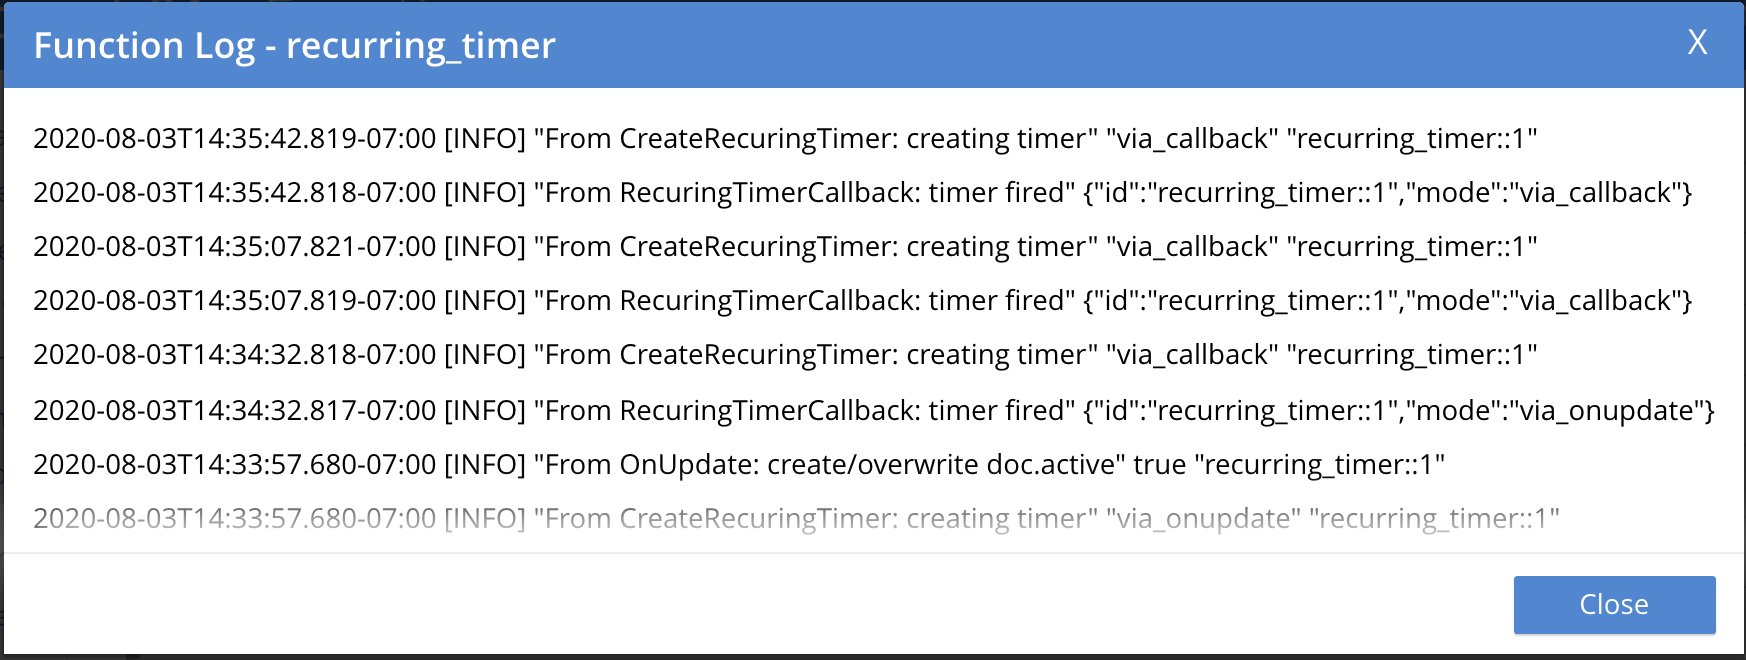 Function Log - recurring_timer
X
2020-08-03T14:35:42.819-07:00 [INFO] "From CreateRecuringTimer: creating timer" "via_callback" "recurring_timer::1"
2020-08-03T14:35:42.818-07:00 [INFO] "From RecuringTimerCallback: timer fired" {"id":"recurring_timer::1","mode":"via_callback"}
2020-08-03T14:35:07.821-07:00 [INFO] "From CreateRecuringTimer: creating timer" "via_callback" "recurring_timer::1"
2020-08-03T14:35:07.819-07:00 [INFO] "From RecuringTimerCallback: timer fired" {"id":"recurring_timer::1","mode":"via_callback"}
2020-08-03T14:34:32.818-07:00 [INFO] "From CreateRecuringTimer: creating timer" "via_callback" "recurring_timer::1"
2020-08-03T14:34:32.817-07:00 [INFO] "From RecuringTimerCallback: timer fired" {"id":"recurring_timer::1","mode":"via_onupdate"}
2020-08-03T14:33:57.680-07:00 [INFO] "From OnUpdate: create/overwrite doc.active" true "recurring_timer::1"
2020-08-03T14:33:57.680-07:00 [INFO] "From CreateRecuringTimer: creating timer" "via_onupdate" "recurring_timer::1"
Close